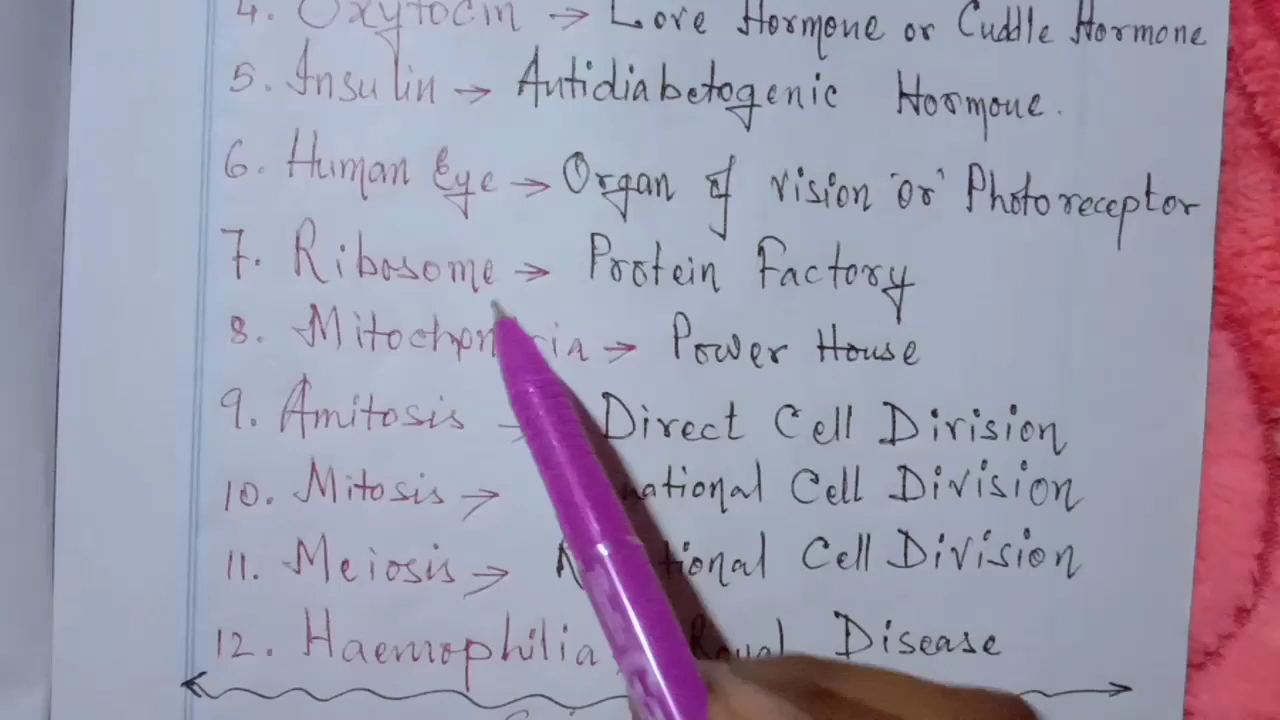 4. Oxytocin → Love Hormone or Cuddle Hormone
5. Insulin → Antidiabetogenic Hormone.
6. Human Eye → Organ of vision "or" Photoreceptor
7. Ribosome → Protein Factory
8. Mitochondria → Power House
9. Amitosis → Direct Cell Division
10. Mitosis → Cell Division
11. Meiosis → Cell Division
12. Haemophilia Royal Disease